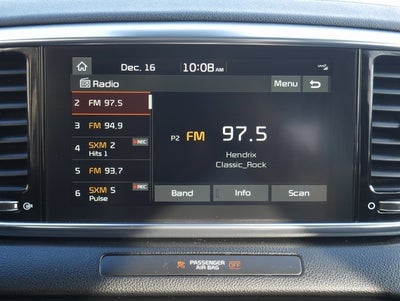 Dec. 16 10:08 AM
Radio Menu
2 FM 97.5
3 FM 94.9
4 SXM 2 REC
Hits 1
5 FM 93.7
6 SXM 5 REC
Pulse
P2 FM 97.5
Hendrix
Classic_Rock
Band Info Scan
PASSENGER
AIR BAG OFF